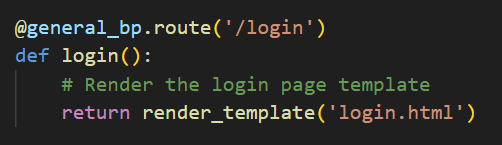 @general_bp.route('/login')
def login():
    # Render the login page template
    return render_template('login.html')